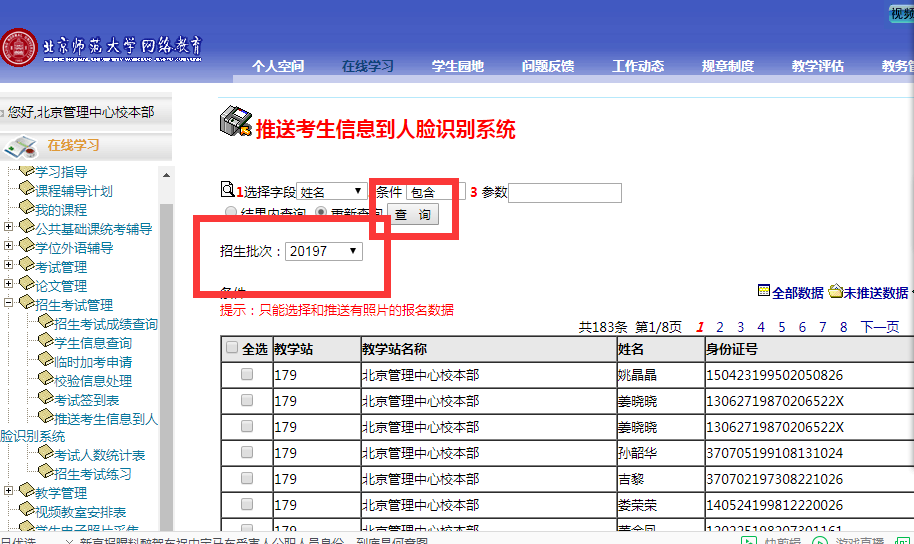 视频
北京师范大学网络教育
个人空间 在线学习 学生园地 问题反馈 工作动态 规章制度 教学评估 教务管
您好,北京管理中心校本部
在线学习
学习指导
课程辅导计划
我的课程
公共基础课统考辅导
学位外语辅导
考试管理
论文管理
招生考试管理
招生考试成绩查询
学生信息查询
临时加考申请
校验信息处理
考试签到表
推送考生信息到人
脸识别系统
考试人数统计表
招生考试练习
教学管理
视频教室安排表
学生电子照片采集
推送考生信息到人脸识别系统
1选择字段 姓名 条件 包含 3 参数
结果内查询 重新查询 查 询
招生批次： 20197
条件
提示：只能选择和推送有照片的报名数据
全部数据 未推送数据
共183条 第1/8页 1 2 3 4 5 6 7 8 下一页
全选 教学站 教学站名称 姓名 身份证号
179 北京管理中心校本部 姚晶晶 150423199502050826
179 北京管理中心校本部 姜晓晓 13062719870206522X
179 北京管理中心校本部 姜晓晓 13062719870206522X
179 北京管理中心校本部 孙韶华 370705199108131024
179 北京管理中心校本部 吉黎 370702197308221026
179 北京管理中心校本部 娄荣荣 140524199812220026
179 北京管理中心校本部
快剪辑 游戏直播